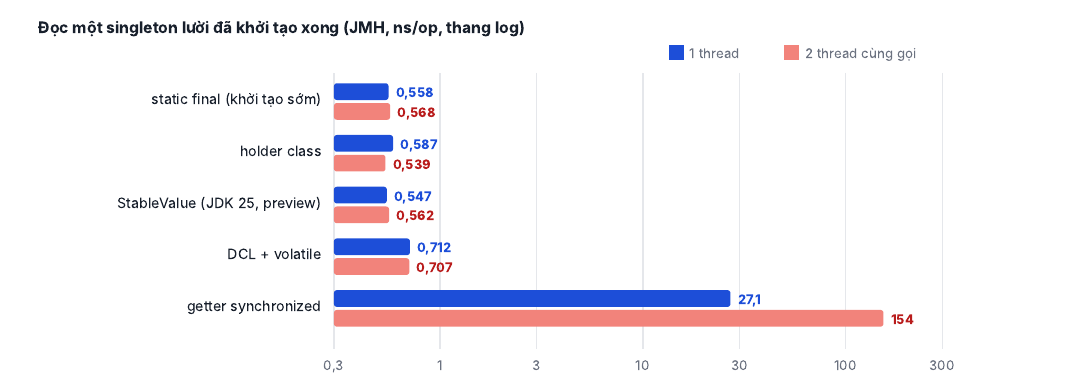 Đọc một singleton lười đã khởi tạo xong (JMH, ns/op, thang log)
1 thread 2 thread cùng gọi
static final (khởi tạo sớm) 0,558
0,568
holder class 0,587
0,539
StableValue (JDK 25, preview) 0,547
0,562
DCL + volatile 0,712
0,707
getter synchronized 27,1
154
0,3 1 3 10 30 100 300